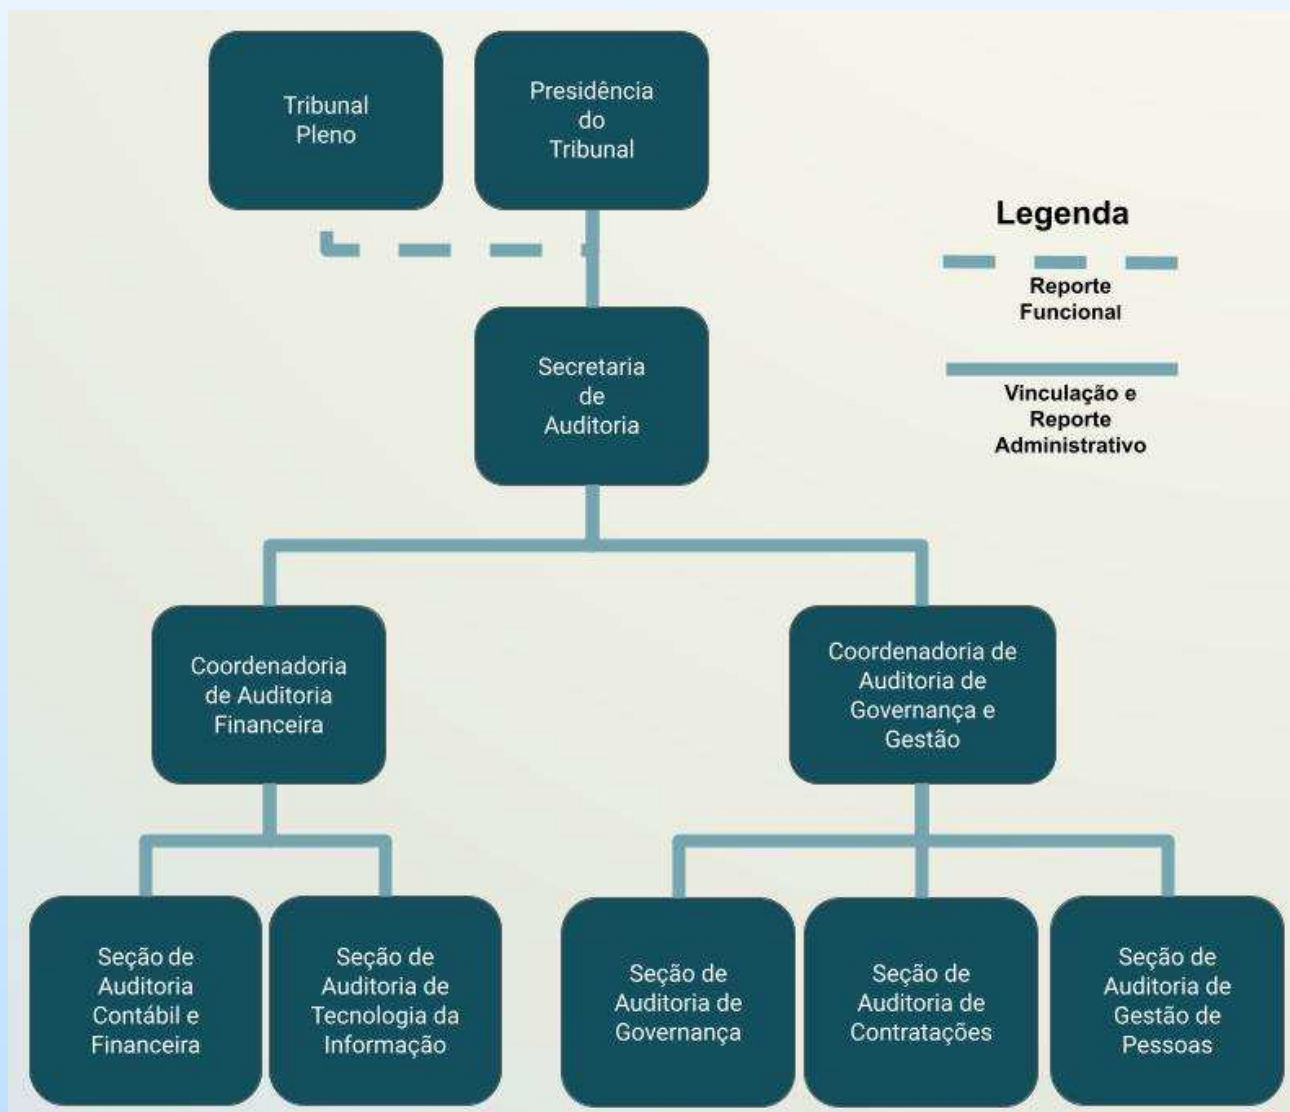 Tribunal
Pleno
Presidência
do
Tribunal
Legenda
Reporte
Funcional
Vinculação e
Reporte
Administrativo
Secretaria
de
Auditoria
Coordenadoria
de Auditoria
Financeira
Coordenadoria de
Auditoria de
Governança e
Gestão
Seção de
Auditoria
Contábil e
Financeira
Seção de
Auditoria de
Tecnologia da
Informação
Seção de
Auditoria de
Governança
Seção de
Auditoria de
Contratações
Seção de
Auditoria de
Gestão de
Pessoas